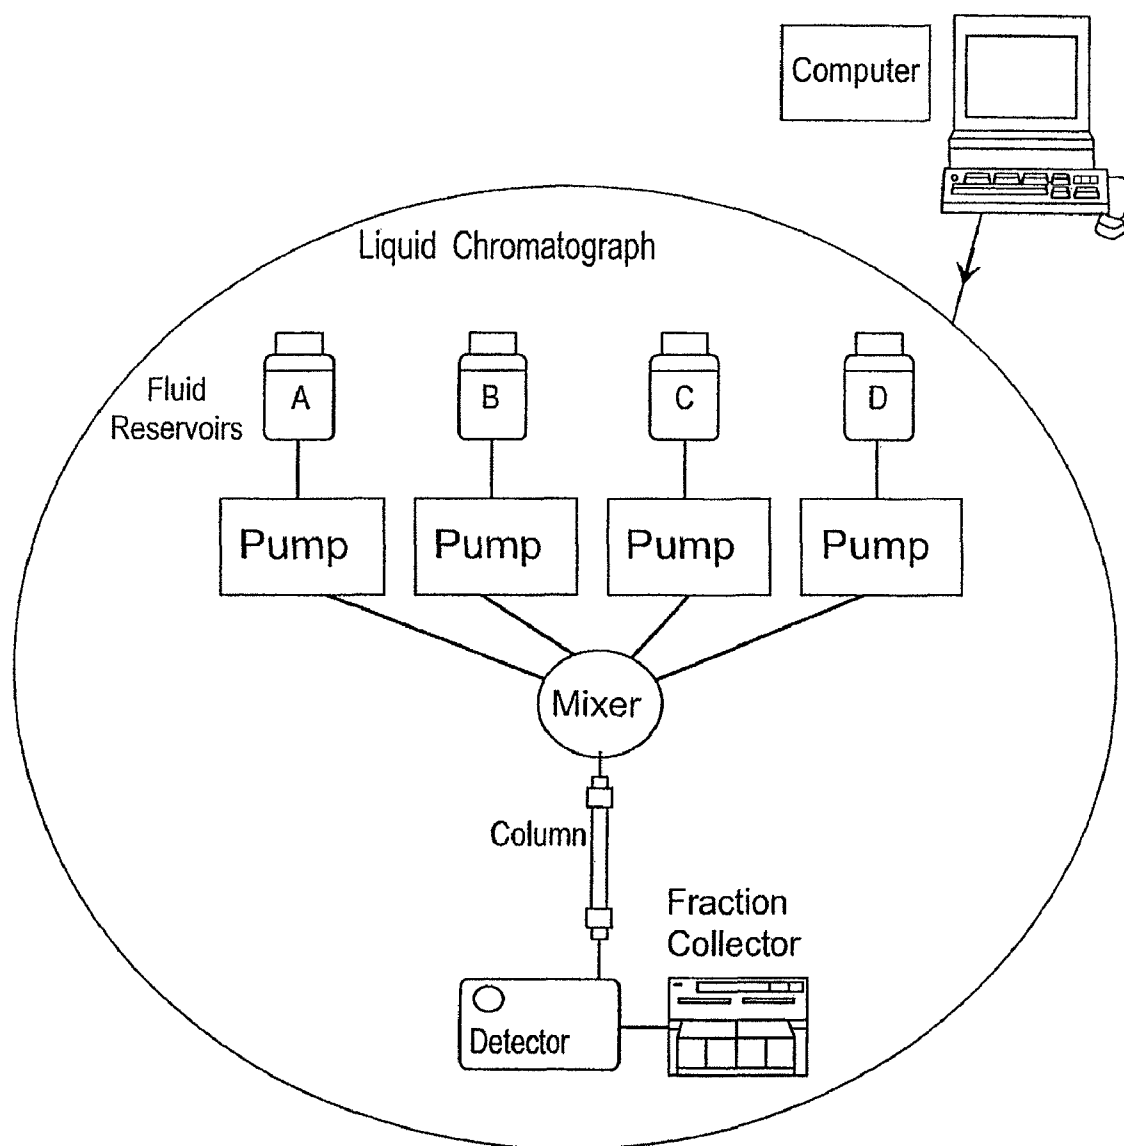 Computer
Liquid Chromatograph
Fluid
Reservoirs
A
B
C
D
Pump
Pump
Pump
Pump
Mixer
Column
Fraction
Collector
Detector